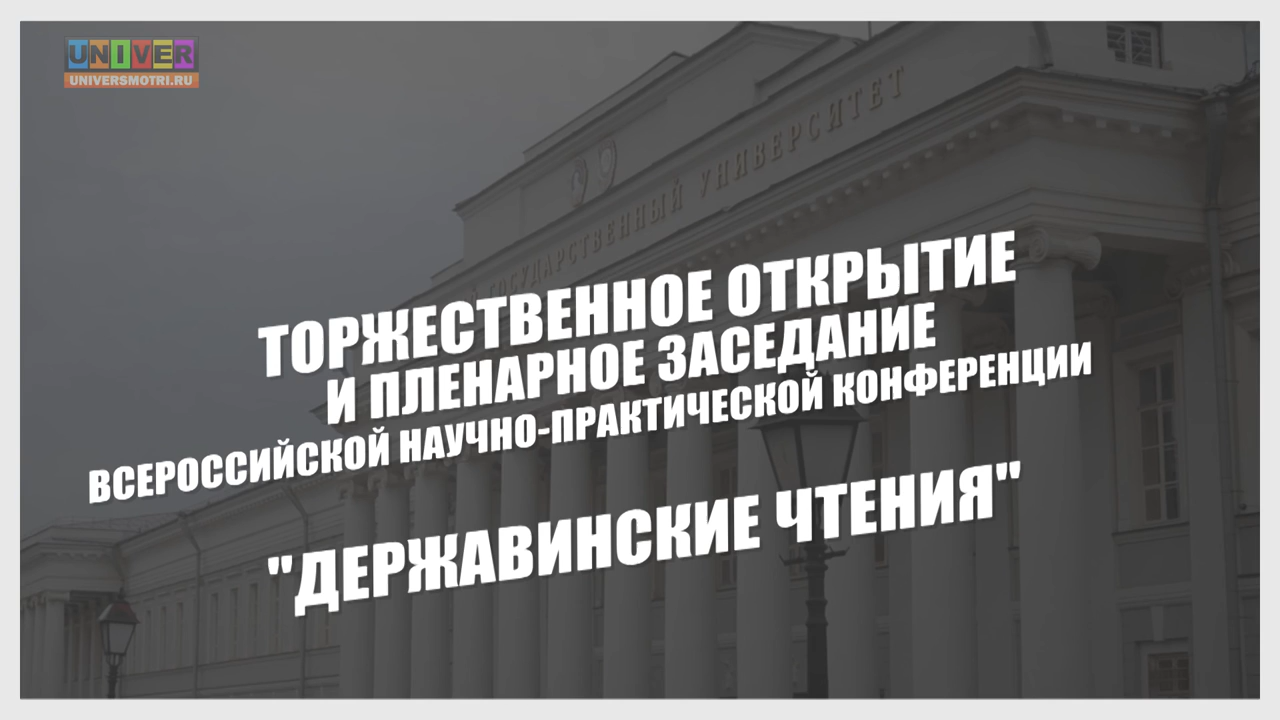 UNIVER
UNIVERSMOTRI.RU
ГОСУДАРСТВЕННЫЙ УНИВЕРСИТЕТ
ТОРЖЕСТВЕННОЕ ОТКРЫТИЕ
И ПЛЕНАРНОЕ ЗАСЕДАНИЕ
ВСЕРОССИЙСКОЙ НАУЧНО-ПРАКТИЧЕСКОЙ КОНФЕРЕНЦИИ
"ДЕРЖАВИНСКИЕ ЧТЕНИЯ"